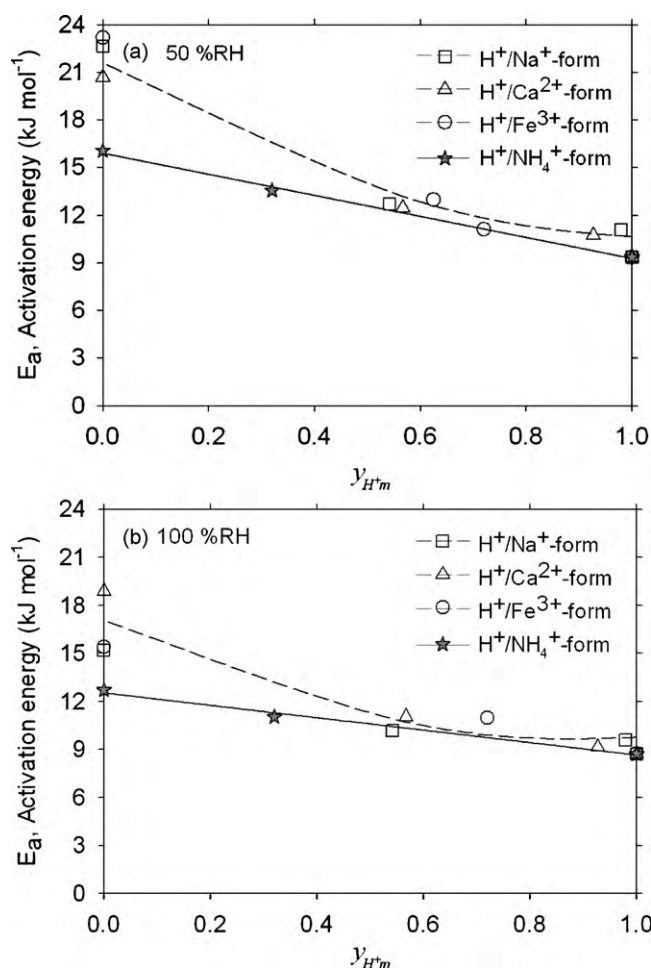 24
21
18
15
12
9
6
3
0
Eₐ, Activation energy (kJ mol⁻¹)
(a) 50 %RH
H⁺/Na⁺-form
H⁺/Ca²⁺-form
H⁺/Fe³⁺-form
H⁺/NH₄⁺-form
0.0 0.2 0.4 0.6 0.8 1.0
y_H⁺m
24
21
18
15
12
9
6
3
0
Eₐ, Activation energy (kJ mol⁻¹)
(b) 100 %RH
H⁺/Na⁺-form
H⁺/Ca²⁺-form
H⁺/Fe³⁺-form
H⁺/NH₄⁺-form
0.0 0.2 0.4 0.6 0.8 1.0
y_H⁺m